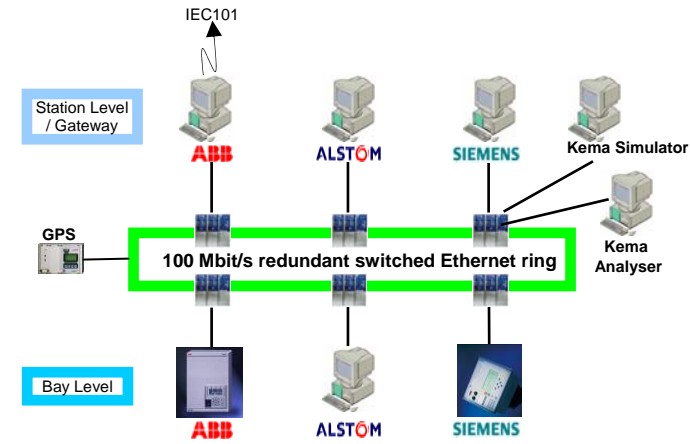 IEC101
Station Level
/ Gateway
ABB
ALSTOM
SIEMENS
Kema Simulator
Kema
Analyser
GPS
100 Mbit/s redundant switched Ethernet ring
Bay Level
ABB
ALSTOM
SIEMENS